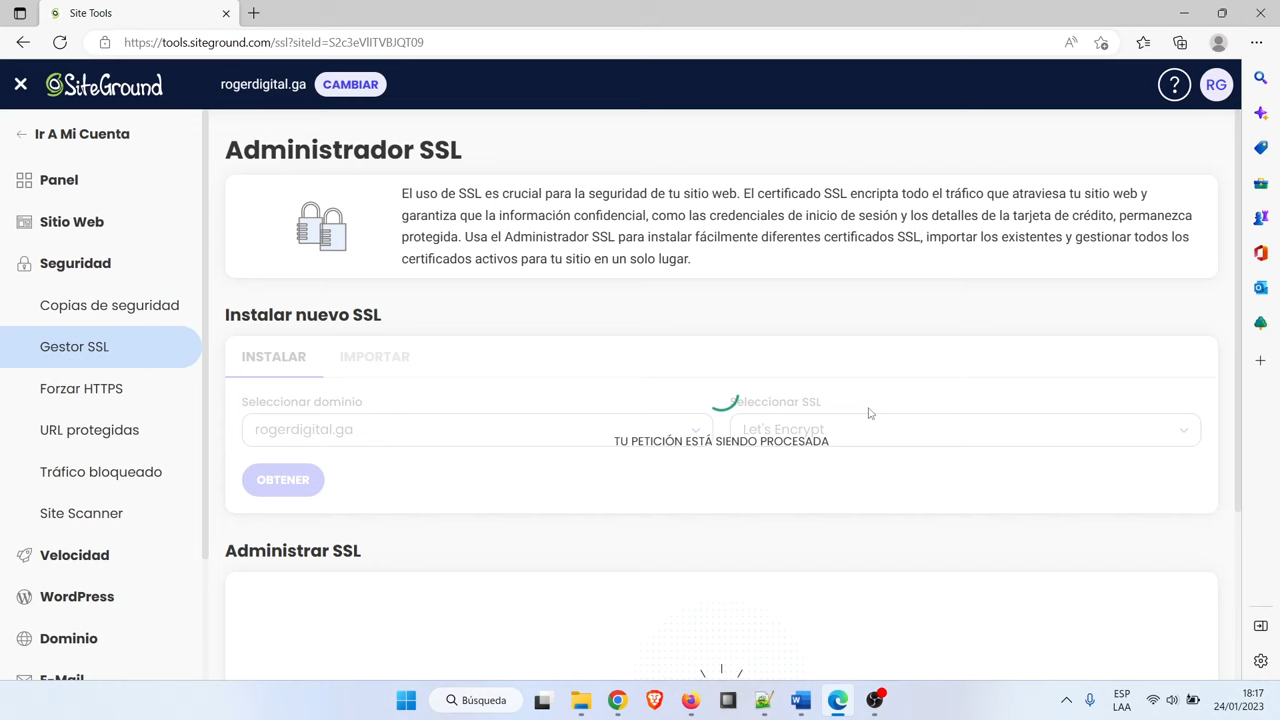 Site Tools
https://tools.siteground.com/ssl?siteId=S2c3eVlITVBJQT09
SiteGround
rogerdigital.ga
CAMBIAR
?
RG
Ir A Mi Cuenta
Panel
Sitio Web
Seguridad
Copias de seguridad
Gestor SSL
Forzar HTTPS
URL protegidas
Tráfico bloqueado
Site Scanner
Velocidad
WordPress
Dominio
E-Mail
Administrador SSL
El uso de SSL es crucial para la seguridad de tu sitio web. El certificado SSL encripta todo el tráfico que atraviesa tu sitio web y
garantiza que la información confidencial, como las credenciales de inicio de sesión y los detalles de la tarjeta de crédito, permanezca
protegida. Usa el Administrador SSL para instalar fácilmente diferentes certificados SSL, importar los existentes y gestionar todos los
certificados activos para tu sitio en un solo lugar.
Instalar nuevo SSL
INSTALAR
IMPORTAR
Seleccionar dominio
Seleccionar SSL
rogerdigital.ga
Let's Encrypt
TU PETICIÓN ESTÁ SIENDO PROCESADA
OBTENER
Administrar SSL
Búsqueda
ESP
LAA
18:17
24/01/2023